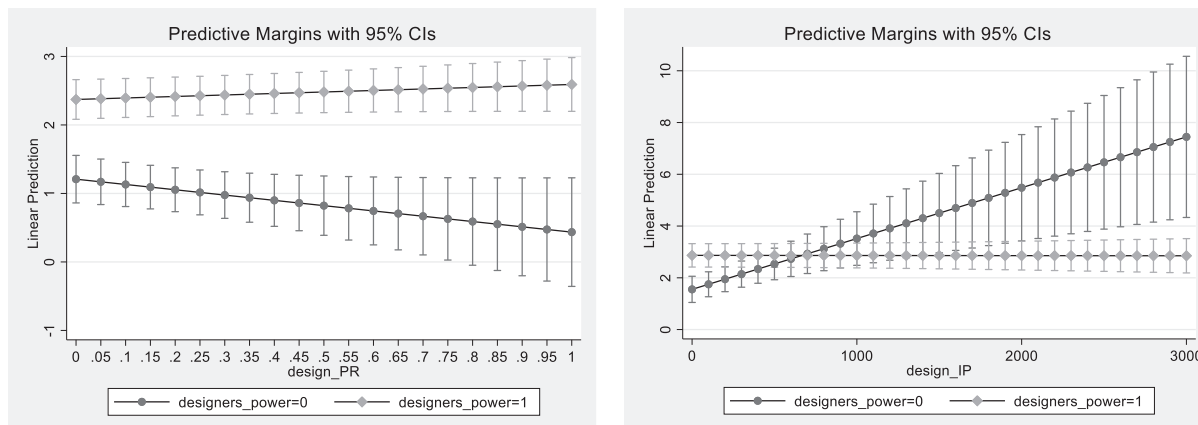 Predictive Margins with 95% CIs
Linear Prediction
3
2
1
0
-1
0 .05 .1 .15 .2 .25 .3 .35 .4 .45 .5 .55 .6 .65 .7 .75 .8 .85 .9 .95 1
design_PR
designers_power=0 designers_power=1
Predictive Margins with 95% CIs
Linear Prediction
10
8
6
4
2
0
0 1000 2000 3000
design_IP
designers_power=0 designers_power=1